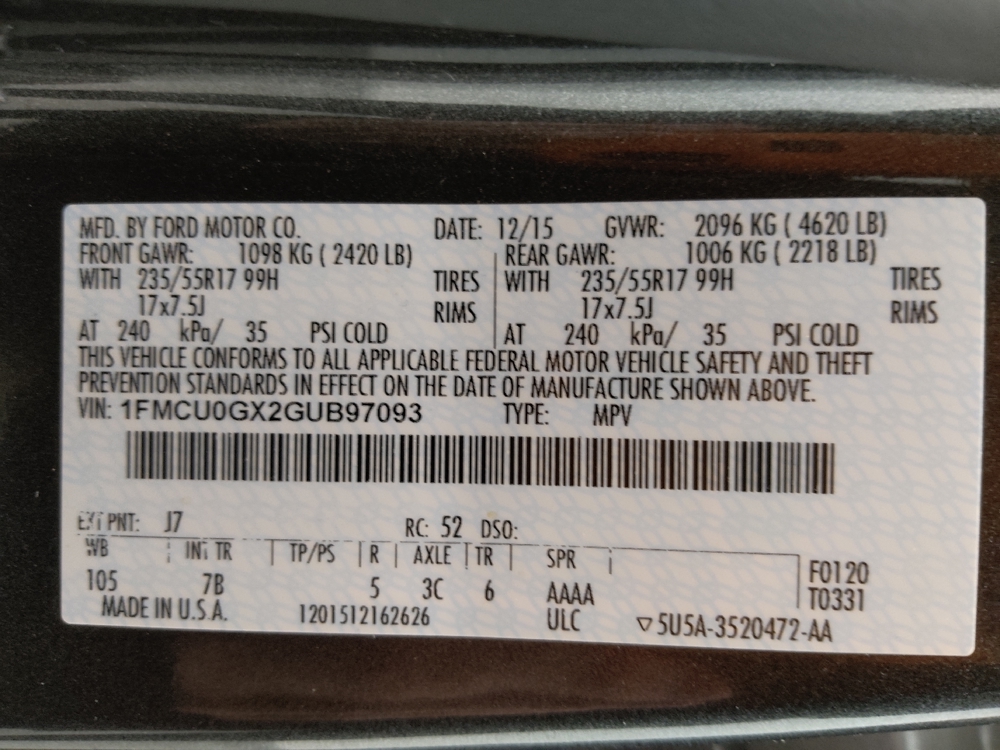 MFD. BY FORD MOTOR CO. DATE: 12/15 GVWR: 2096 KG ( 4620 LB)
FRONT GAWR: 1098 KG ( 2420 LB) REAR GAWR: 1006 KG ( 2218 LB)
WITH 235/55R17 99H TIRES WITH 235/55R17 99H TIRES
17x7.5J RIMS 17x7.5J RIMS
AT 240 kPa/ 35 PSI COLD AT 240 kPa/ 35 PSI COLD
THIS VEHICLE CONFORMS TO ALL APPLICABLE FEDERAL MOTOR VEHICLE SAFETY AND THEFT
PREVENTION STANDARDS IN EFFECT ON THE DATE OF MANUFACTURE SHOWN ABOVE.
VIN: 1FMCU0GX2GUB97093 TYPE: MPV
EXT PNT: J7 RC: 52 DSO:
WB INT TR TP/PS R AXLE TR SPR
105 7B 5 3C 6 AAAA
F0120
T0331
MADE IN U.S.A. 1201512162626 ULC ▽5U5A-3520472-AA